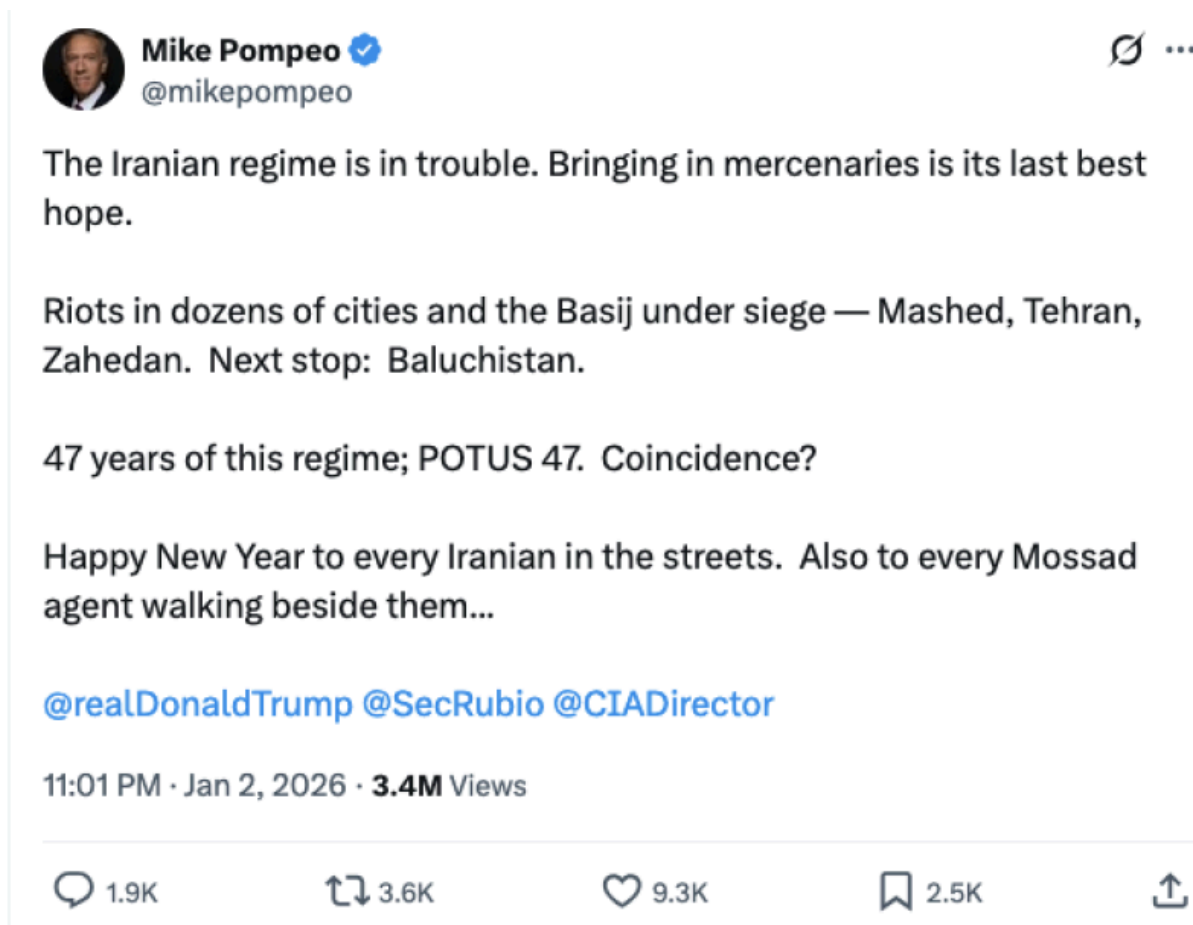 Mike Pompeo
@mikepompeo
The Iranian regime is in trouble. Bringing in mercenaries is its last best
hope.
Riots in dozens of cities and the Basij under siege — Mashed, Tehran,
Zahedan.  Next stop:  Baluchistan.
47 years of this regime; POTUS 47.  Coincidence?
Happy New Year to every Iranian in the streets.  Also to every Mossad
agent walking beside them...
@realDonaldTrump @SecRubio @CIADirector
11:01 PM · Jan 2, 2026 · 3.4M Views
1.9K 3.6K 9.3K 2.5K